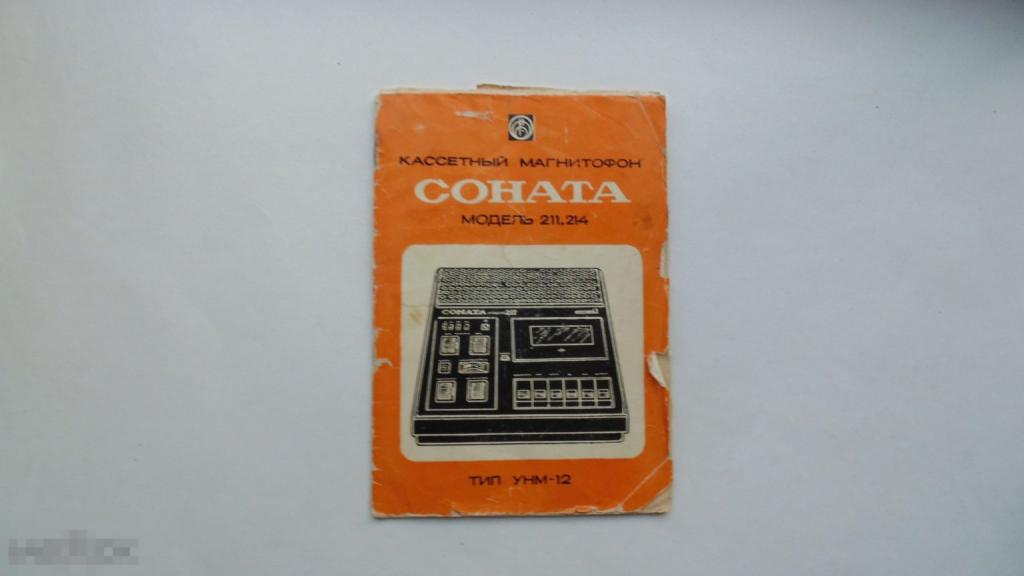 КАССЕТНЫЙ МАГНИТОФОН
СОНАТА
МОДЕЛЬ 211, 214
СОНАТА
ТИП УНМ-12